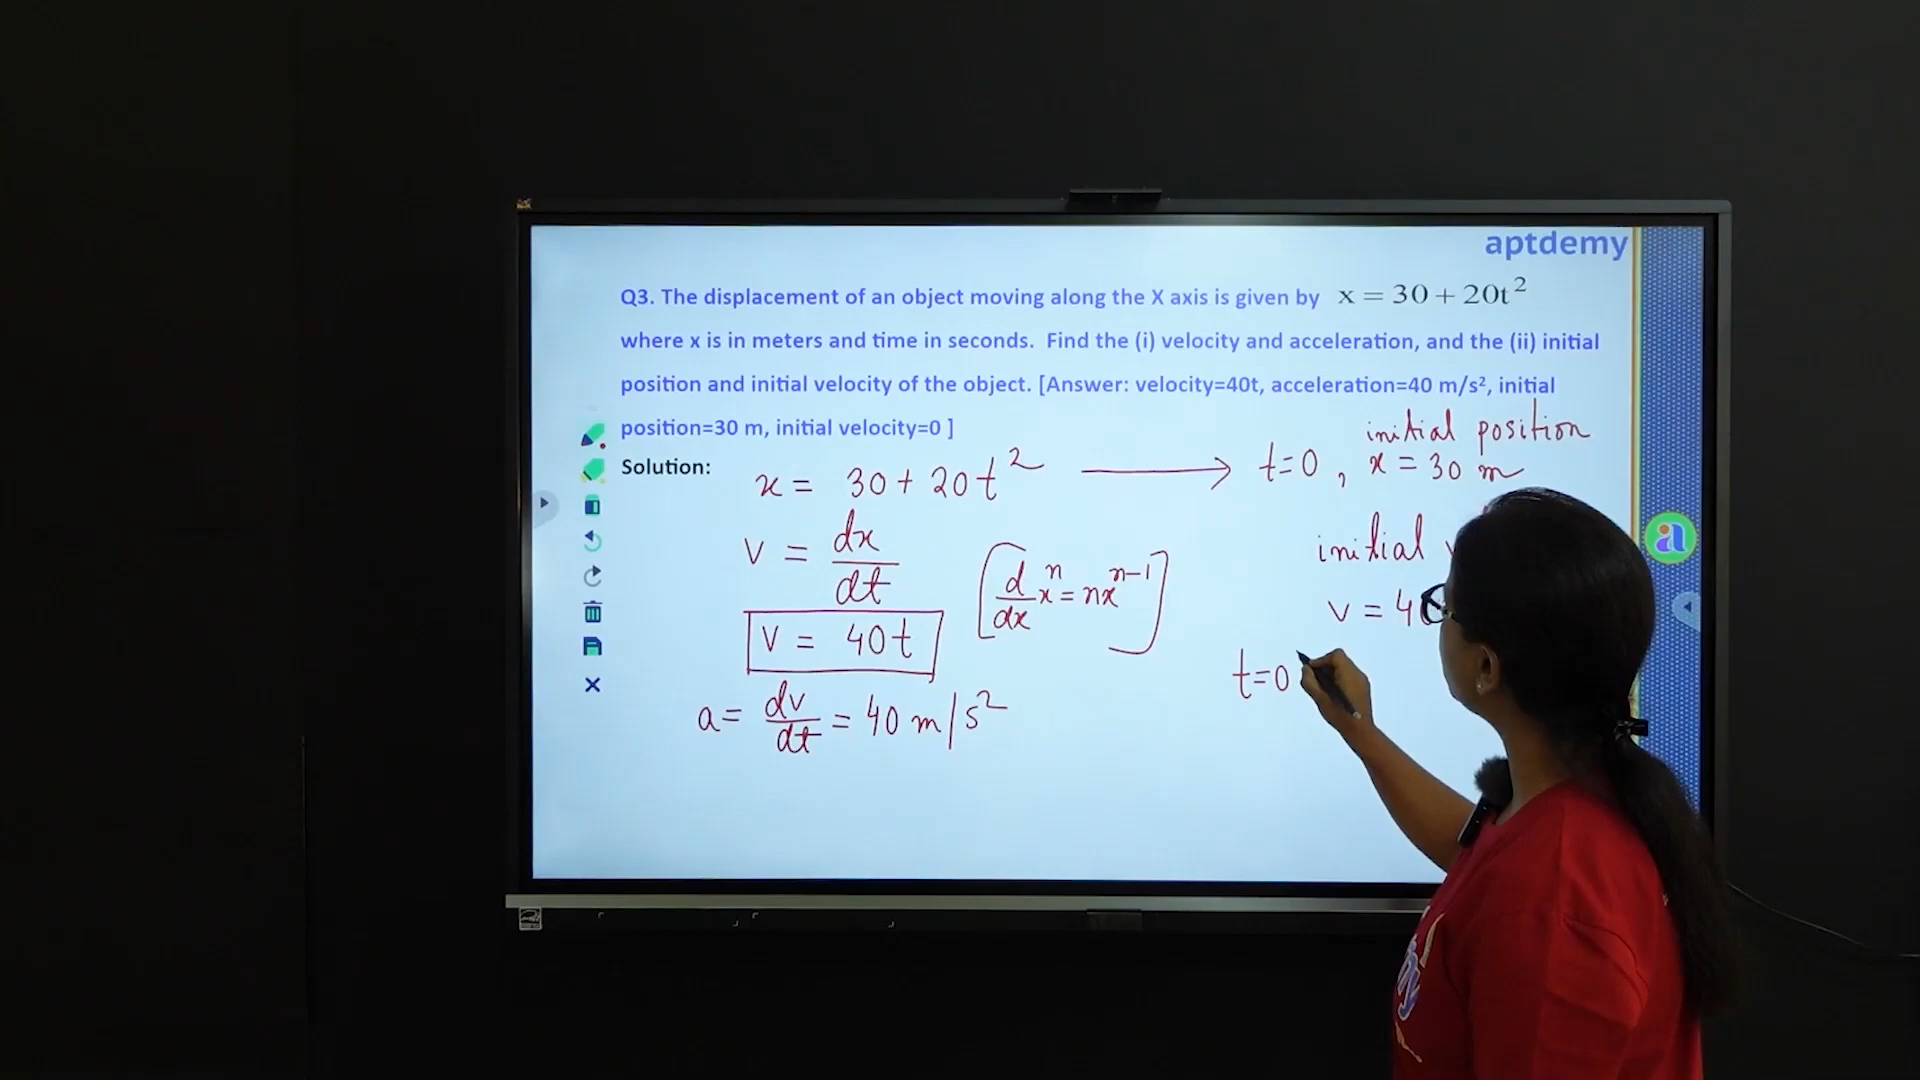 aptdemy
Q3. The displacement of an object moving along the X axis is given by x = 30 + 20t²
where x is in meters and time in seconds. Find the (i) velocity and acceleration, and the (ii) initial
position and initial velocity of the object. [Answer: velocity=40t, acceleration=40 m/s², initial
position=30 m, initial velocity=0 ]
Solution:
x = 30 + 20t²
v = dx/dt
[d/dx xⁿ = nxⁿ⁻¹]
v = 40t
a = dv/dt = 40 m/s²
initial position
t=0, x = 30 m
initial
v = 4
t=0
a